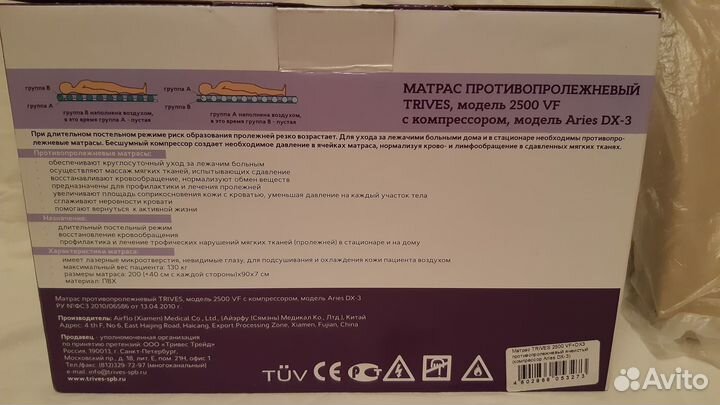 группа B
группа A
группа B наполнена воздухом,
в это время группа A - пустая
группа A
группа B
группа A наполнена воздухом,
в это время группа B - пустая
МАТРАС ПРОТИВОПРОЛЕЖНЕВЫЙ
TRIVES, модель 2500 VF
с компрессором, модель Aries DX-3
При длительном постельном режиме риск образования пролежней резко возрастает. Для ухода за лежачими больными дома и в стационаре необходимы противопро-
лежневые матрасы. Бесшумный компрессор создает необходимое давление в ячейках матраса, нормализуя крово- и лимфообращение в сдавленных мягких тканях.
Противопролежневые матрасы:
обеспечивают круглосуточный уход за лежачим больным
осуществляют массаж мягких тканей, испытывающих сдавление
восстанавливают кровообращение, нормализуют обмен веществ
предназначены для профилактики и лечения пролежней
увеличивают площадь соприкосновения кожи с кроватью, уменьшая давление на каждый участок тела
сглаживают неровности кровати
помогают вернуться к активной жизни
Назначение:
длительный постельный режим
восстановление кровообращения
профилактика и лечение трофических нарушений мягких тканей (пролежней) в стационаре и на дому
Характеристики матраса:
имеет лазерные микроотверстия, невидимые глазу, для подсушивания и охлаждения кожи пациента воздухом
максимальный вес пациента: 130 кг
размеры матраса: 200 (+40 см с каждой стороны)х90х7 см
материал: ПВХ
Матрас противопролежневый TRIVES, модель 2500 VF с компрессором, модель Aries DX-3
РУ №ФСЗ 2010/06586 от 13.04.2010 г.
Производитель: Airflo (Xiamen) Medical Co., Ltd., (Айрфлоу (Сямэнь) Медикал Ко., Лтд.), Китай
Адрес: 4th F, No 6, East Haijing Road, Haicang, Export Processing Zone, Xiamen, Fujian, China
Продавец - уполномоченная организация
по принятию претензий: ООО «Тривес Трейд»
Россия, 190013, г. Санкт-Петербург,
Московский пр., д. 18, лит. Е, пом. 21Н, офис 1
Тел./факс: (812)329-72-97 (многоканальный)
e-mail: info@trives-spb.ru
www.trives-spb.ru
TÜV
CE
Матрас TRIVES 2500 VF+DX3
противопролежневый ячеистый
(компрессор Aries DX-3)
4 602968 053273
Avito